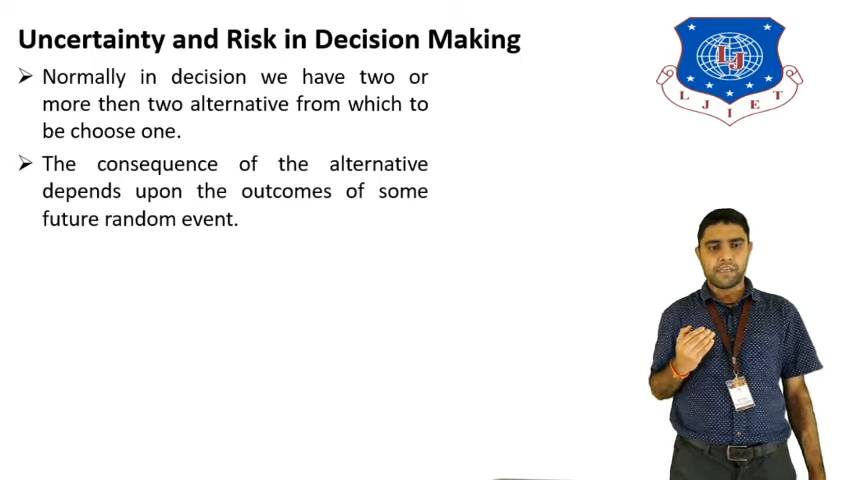 Uncertainty and Risk in Decision Making
➢ Normally in decision we have two or
more then two alternative from which to
be choose one.
➢ The consequence of the alternative
depends upon the outcomes of some
future random event.
LJ
L J I E T